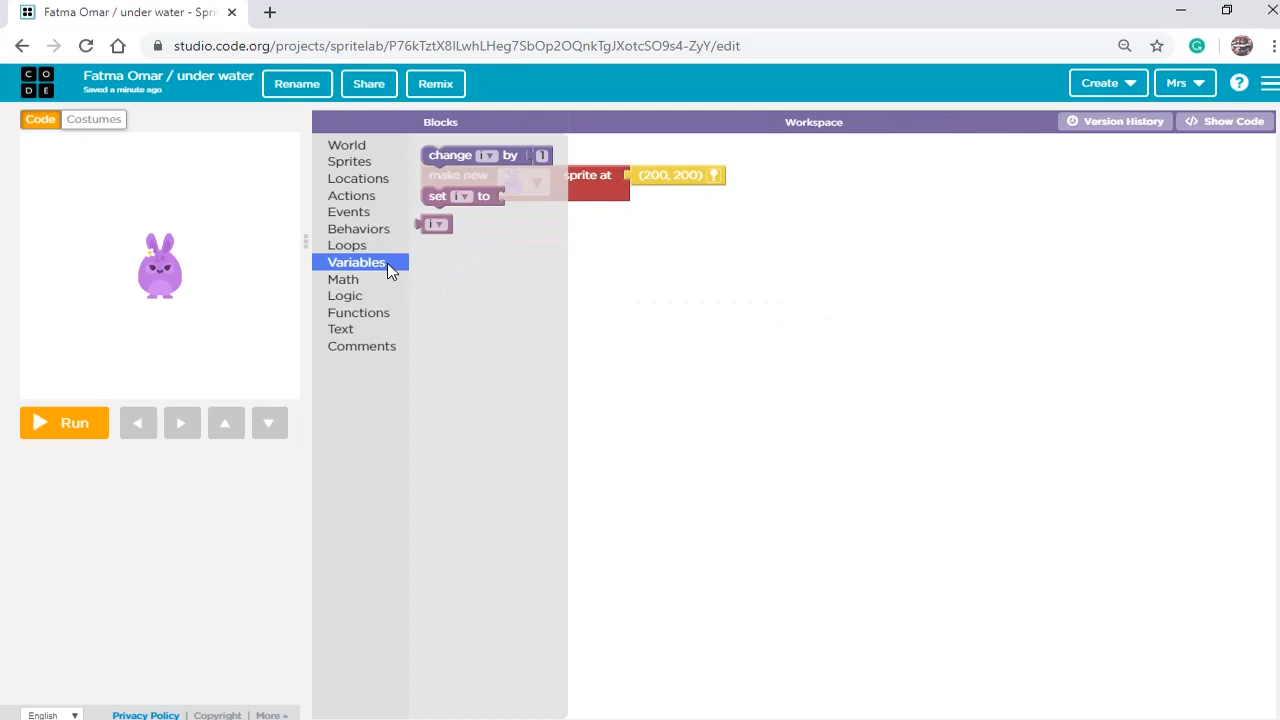 Fatma Omar / under water - Sprit
studio.code.org/projects/spritelab/P76kTztX8lLwhLHeg7SbOp2OQnkTgJXotcSO9s4-ZyY/edit
C O D E
Fatma Omar / under water
Saved a minute ago
Rename
Share
Remix
Create
Mrs
?
Code
Costumes
Blocks
Workspace
Version History
</> Show Code
World
Sprites
Locations
Actions
Events
Behaviors
Loops
Variables
Math
Logic
Functions
Text
Comments
change i by 1
make new sprite at (200, 200)
set i to
i
Run
English
Privacy Policy | Copyright | More